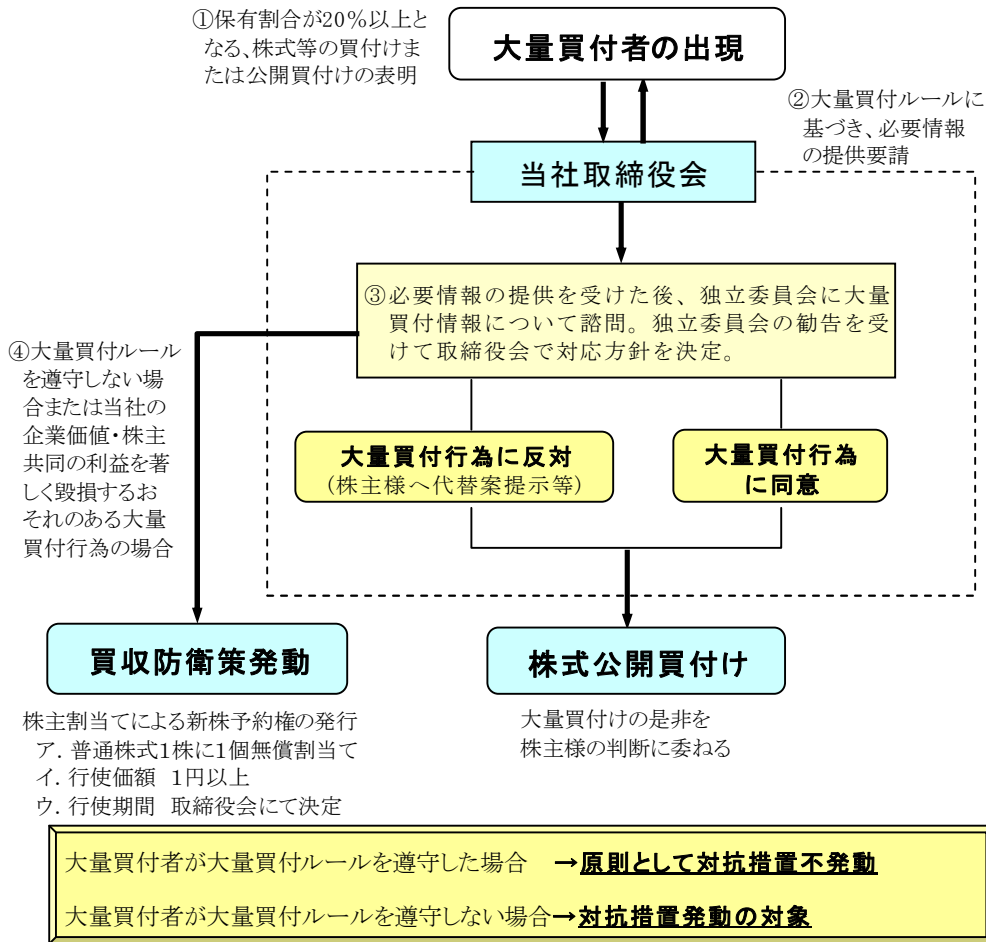 ①保有割合が20％以上と
なる、株式等の買付けま
たは公開買付けの表明
大量買付者の出現
②大量買付ルールに
基づき、必要情報
の提供要請
当社取締役会
③必要情報の提供を受けた後、独立委員会に大量
買付情報について諮問。独立委員会の勧告を受
けて取締役会で対応方針を決定。
④大量買付ルール
を遵守しない場
合または当社の
企業価値・株主
共同の利益を著
しく毀損するお
それのある大量
買付行為の場合
大量買付行為に反対
（株主様へ代替案提示等）
大量買付行為
に同意
買収防衛策発動
株主割当てによる新株予約権の発行
ア．普通株式1株に1個無償割当て
イ．行使価額 1円以上
ウ．行使期間 取締役会にて決定
株式公開買付け
大量買付けの是非を
株主様の判断に委ねる
大量買付者が大量買付ルールを遵守した場合 →原則として対抗措置不発動
大量買付者が大量買付ルールを遵守しない場合→対抗措置発動の対象